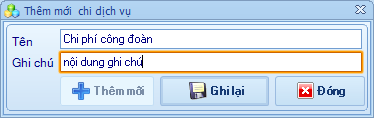 Thêm mới chi dịch vụ
Tên Chi phí công đoàn
Ghi chú nội dung ghi chú
Thêm mới Ghi lại Đóng